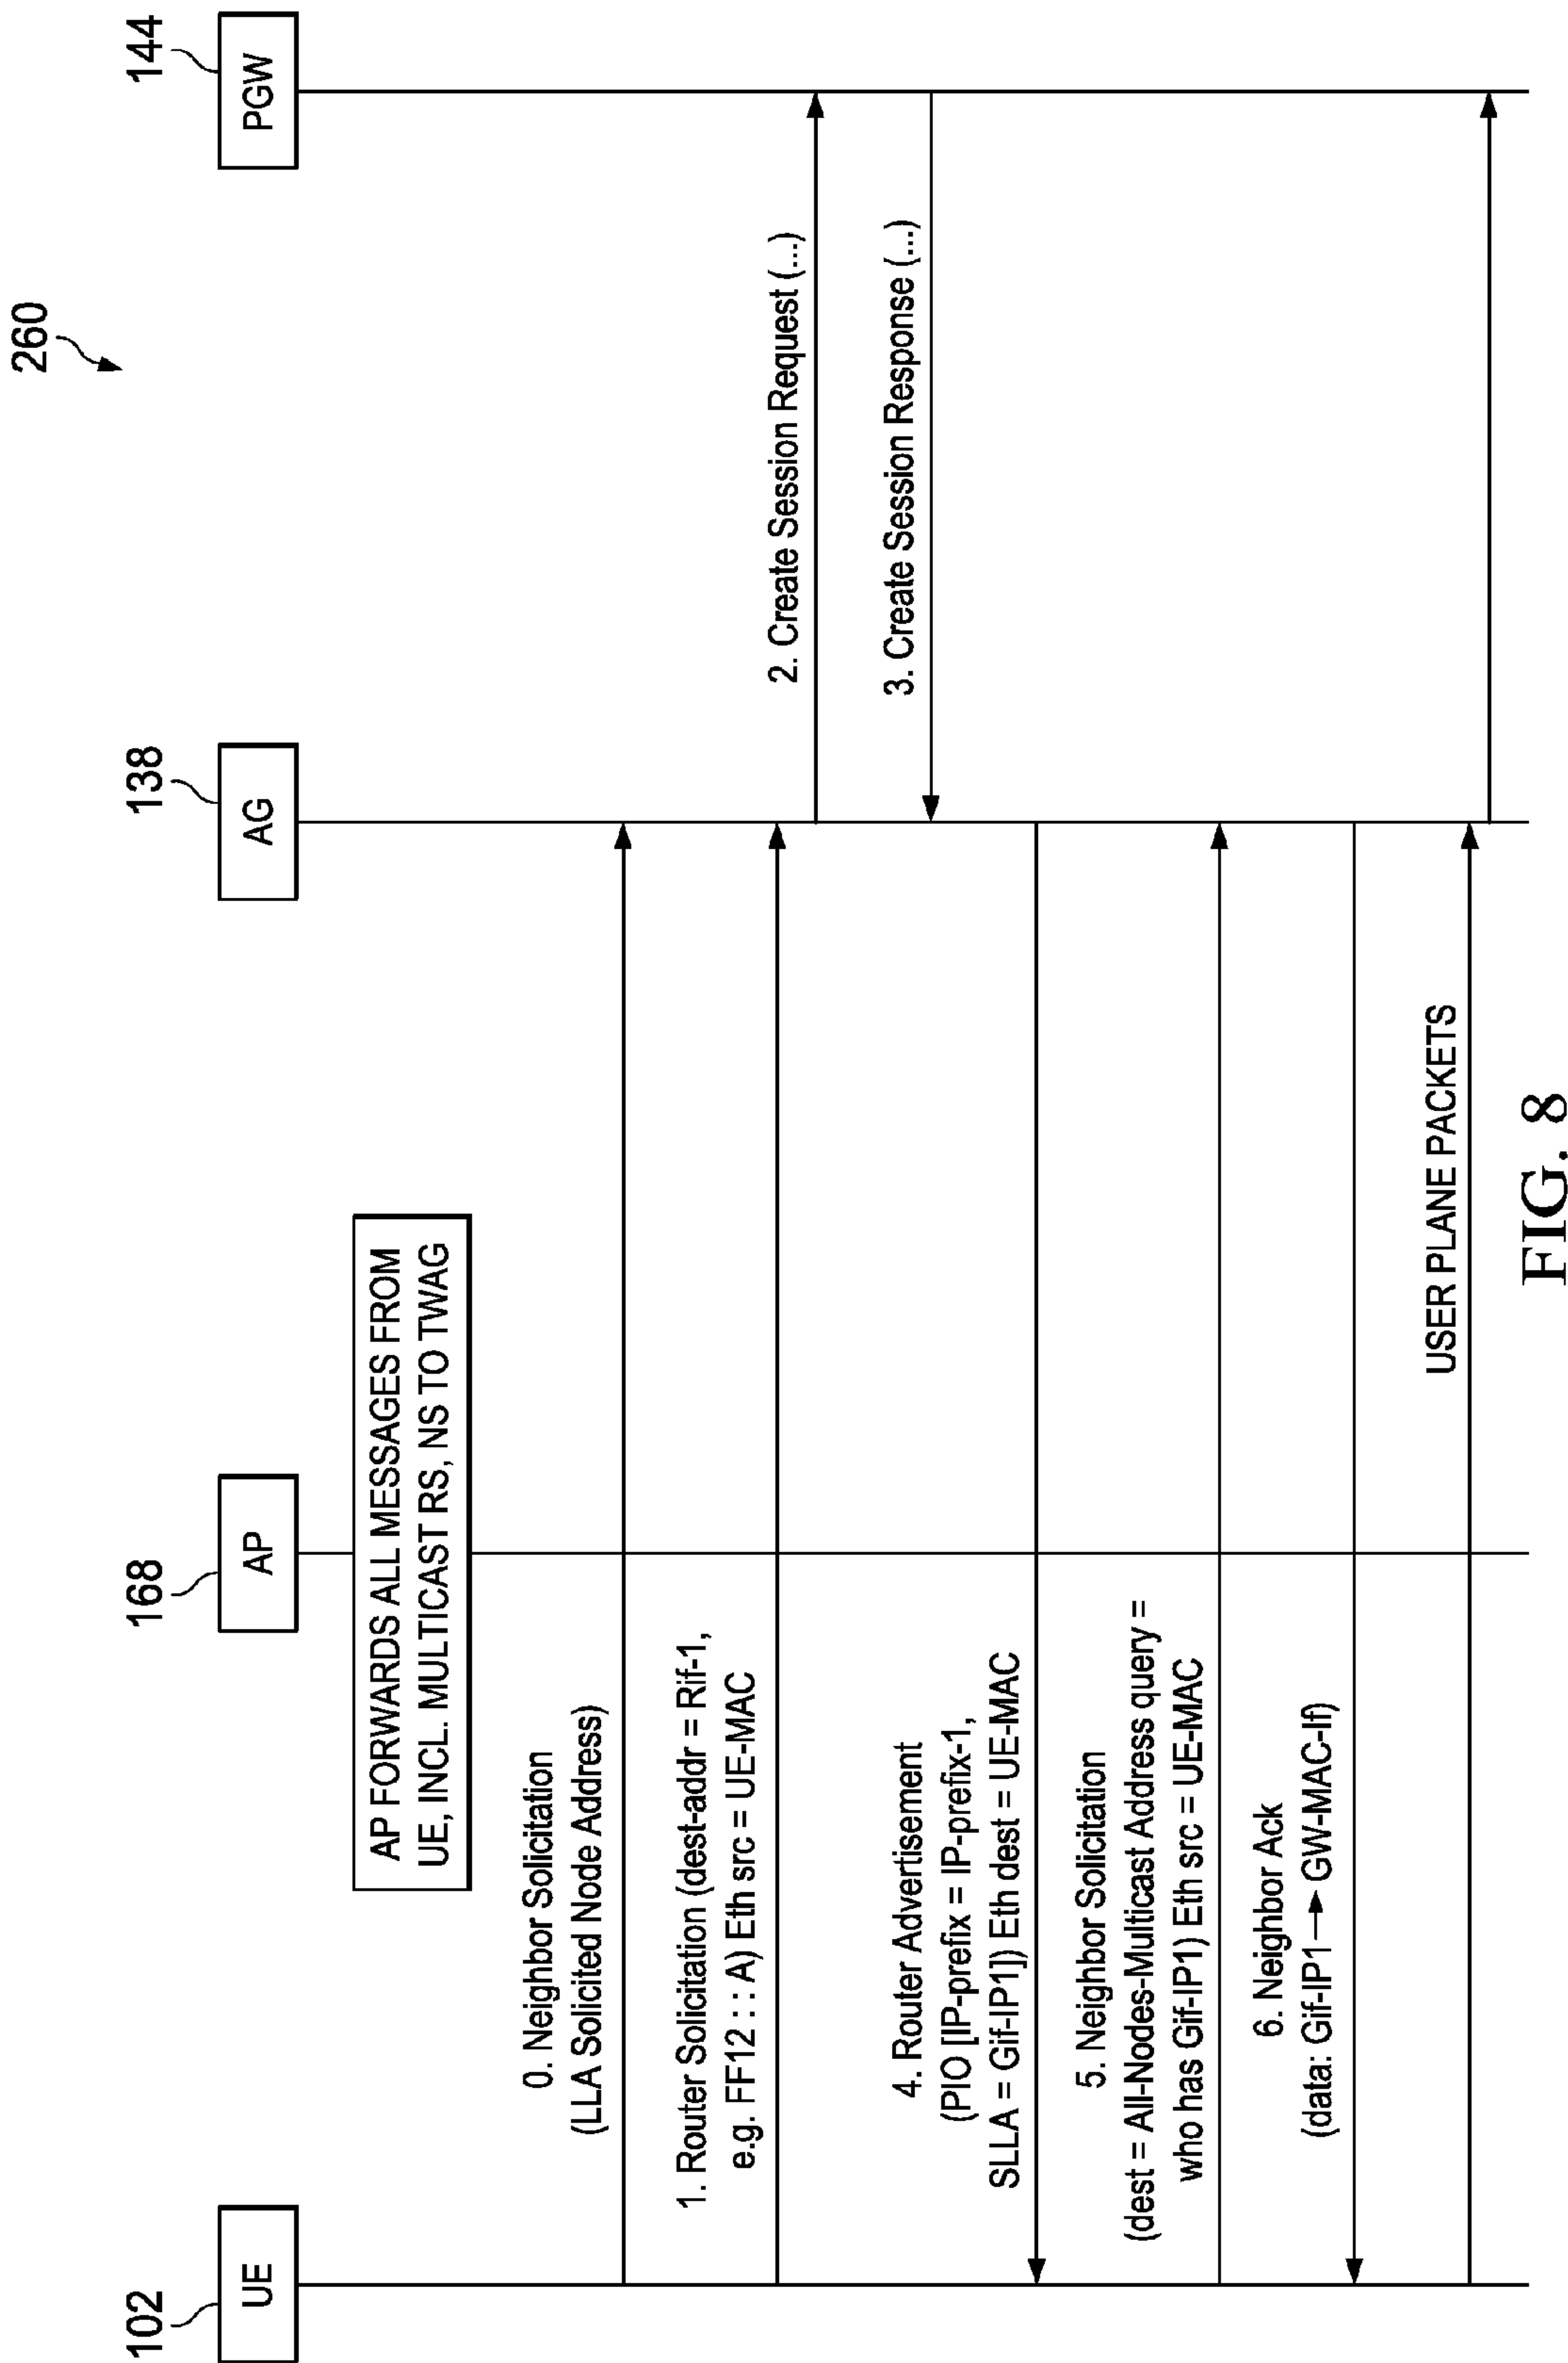 260
102
168
138
144
UE
AP
AG
PGW
AP FORWARDS ALL MESSAGES FROM
UE, INCL. MULTICAST RS, NS TO TWAG
0. Neighbor Solicitation
(LLA Solicited Node Address)
1. Router Solicitation (dest-addr = Rif-1,
e.g. FF12 : : A) Eth src = UE-MAC
2. Create Session Request (...)
3. Create Session Response (...)
4. Router Advertisement
(PIO [IP-prefix = IP-prefix-1,
SLLA = Gif-IP1]) Eth dest = UE-MAC
5. Neighbor Solicitation
(dest = All-Nodes-Multicast Address query =
who has Gif-IP1) Eth src = UE-MAC
6. Neighbor Ack
(data: Gif-IP1 → GW-MAC-If)
USER PLANE PACKETS
FIG. 8